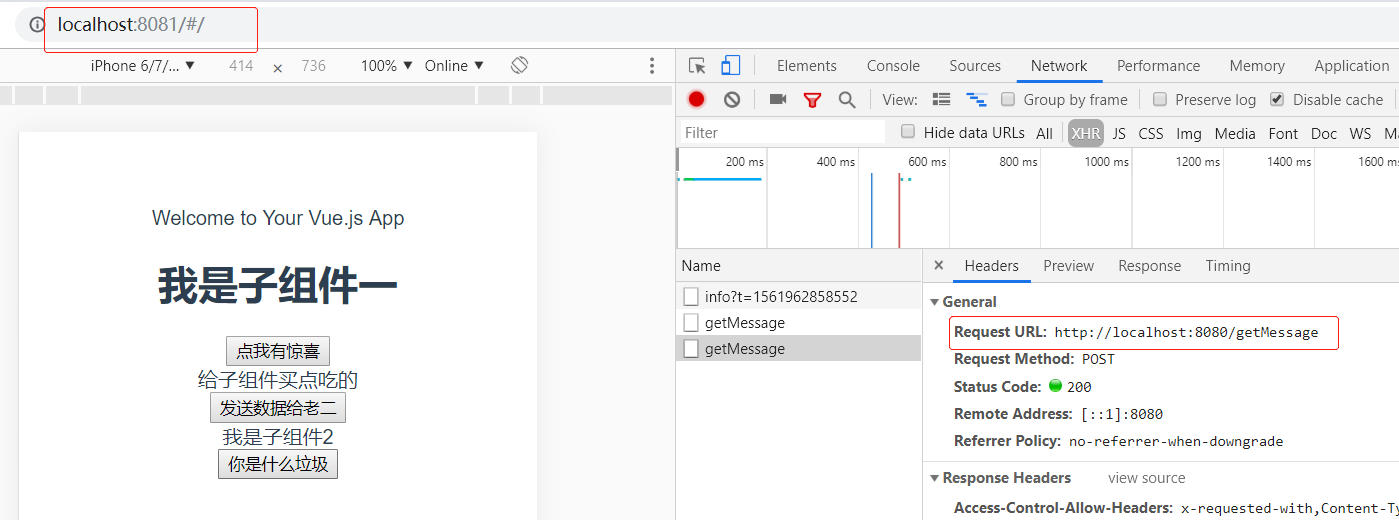 localhost:8081/#/
iPhone 6/7/... ▼ 414 × 736 100% ▼ Online ▼
Elements Console Sources Network Performance Memory Application
View: Group by frame Preserve log Disable cache
Filter Hide data URLs All XHR JS CSS Img Media Font Doc WS
200 ms 400 ms 600 ms 800 ms 1000 ms 1200 ms 1400 ms 1600 m
Welcome to Your Vue.js App
我是子组件一
点我有惊喜
给子组件买点吃的
发送数据给老二
我是子组件2
你是什么垃圾
Name
info?t=1561962858552
getMessage
getMessage
× Headers Preview Response Timing
▼ General
Request URL: http://localhost:8080/getMessage
Request Method: POST
Status Code: 200
Remote Address: [::1]:8080
Referrer Policy: no-referrer-when-downgrade
▼ Response Headers view source
Access-Control-Allow-Headers: x-requested-with,Content-Ty